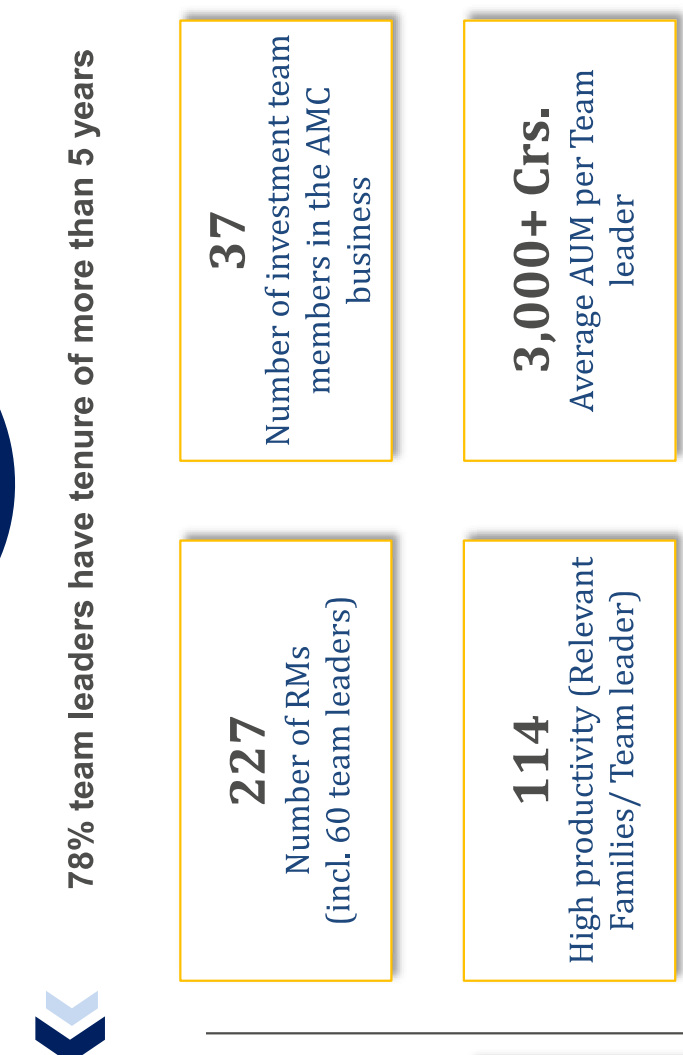 78% team leaders have tenure of more than 5 years
227
Number of RMs
(incl. 60 team leaders)
37
Number of investment team
members in the AMC
business
114
High productivity (Relevant
Families/ Team leader)
3,000+ Crs.
Average AUM per Team
leader